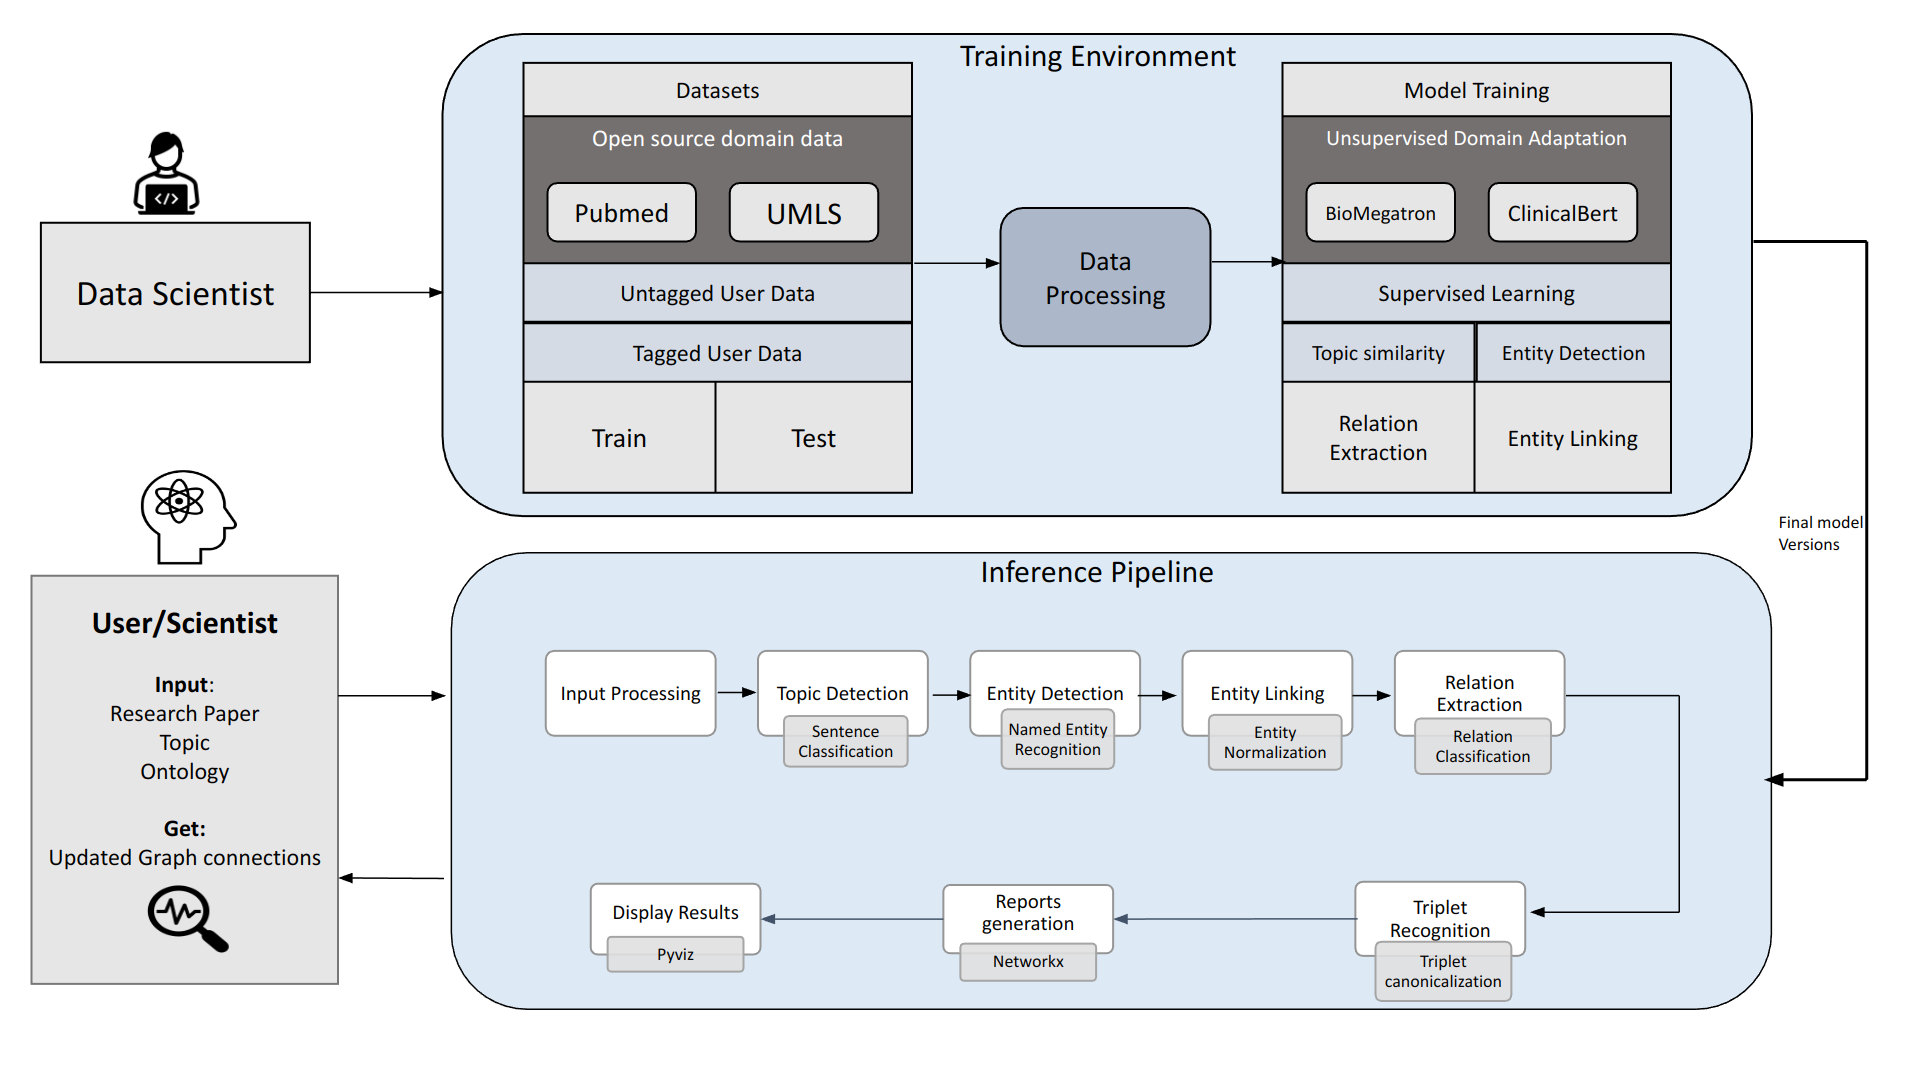 Training Environment
Datasets
Open source domain data
Pubmed
UMLS
Untagged User Data
Tagged User Data
Train
Test
Data
Processing
Model Training
Unsupervised Domain Adaptation
BioMegatron
ClinicalBert
Supervised Learning
Topic similarity
Entity Detection
Relation
Extraction
Entity Linking
</>
Data Scientist
Final model
Versions
User/Scientist
Input:
Research Paper
Topic
Ontology
Get:
Updated Graph connections
Inference Pipeline
Input Processing
Topic Detection
Sentence
Classification
Entity Detection
Named Entity
Recognition
Entity Linking
Entity
Normalization
Relation
Extraction
Relation
Classification
Triplet
Recognition
Triplet
canonicalization
Reports
generation
Networkx
Display Results
Pyviz